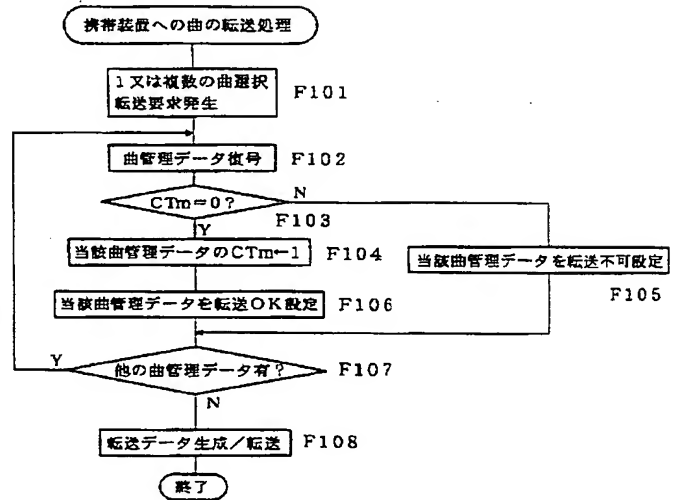 携帯装置への曲の転送処理
1又は複数の曲選択
転送要求発生
F101
曲管理データ復号
F102
CTm=0?
N
F103
Y
当該曲管理データのCTm←1
F104
当該曲管理データを転送不可設定
F105
当該曲管理データを転送OK設定
F106
Y
他の曲管理データ有?
F107
N
転送データ生成/転送
F108
終了